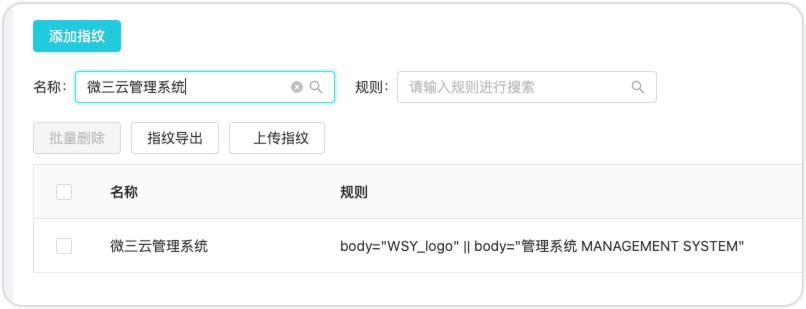 添加指纹
名称: 微三云管理系统 规则: 请输入规则进行搜索
批量删除 指纹导出 上传指纹
名称 规则
微三云管理系统 body="WSY_logo" || body="管理系统 MANAGEMENT SYSTEM"